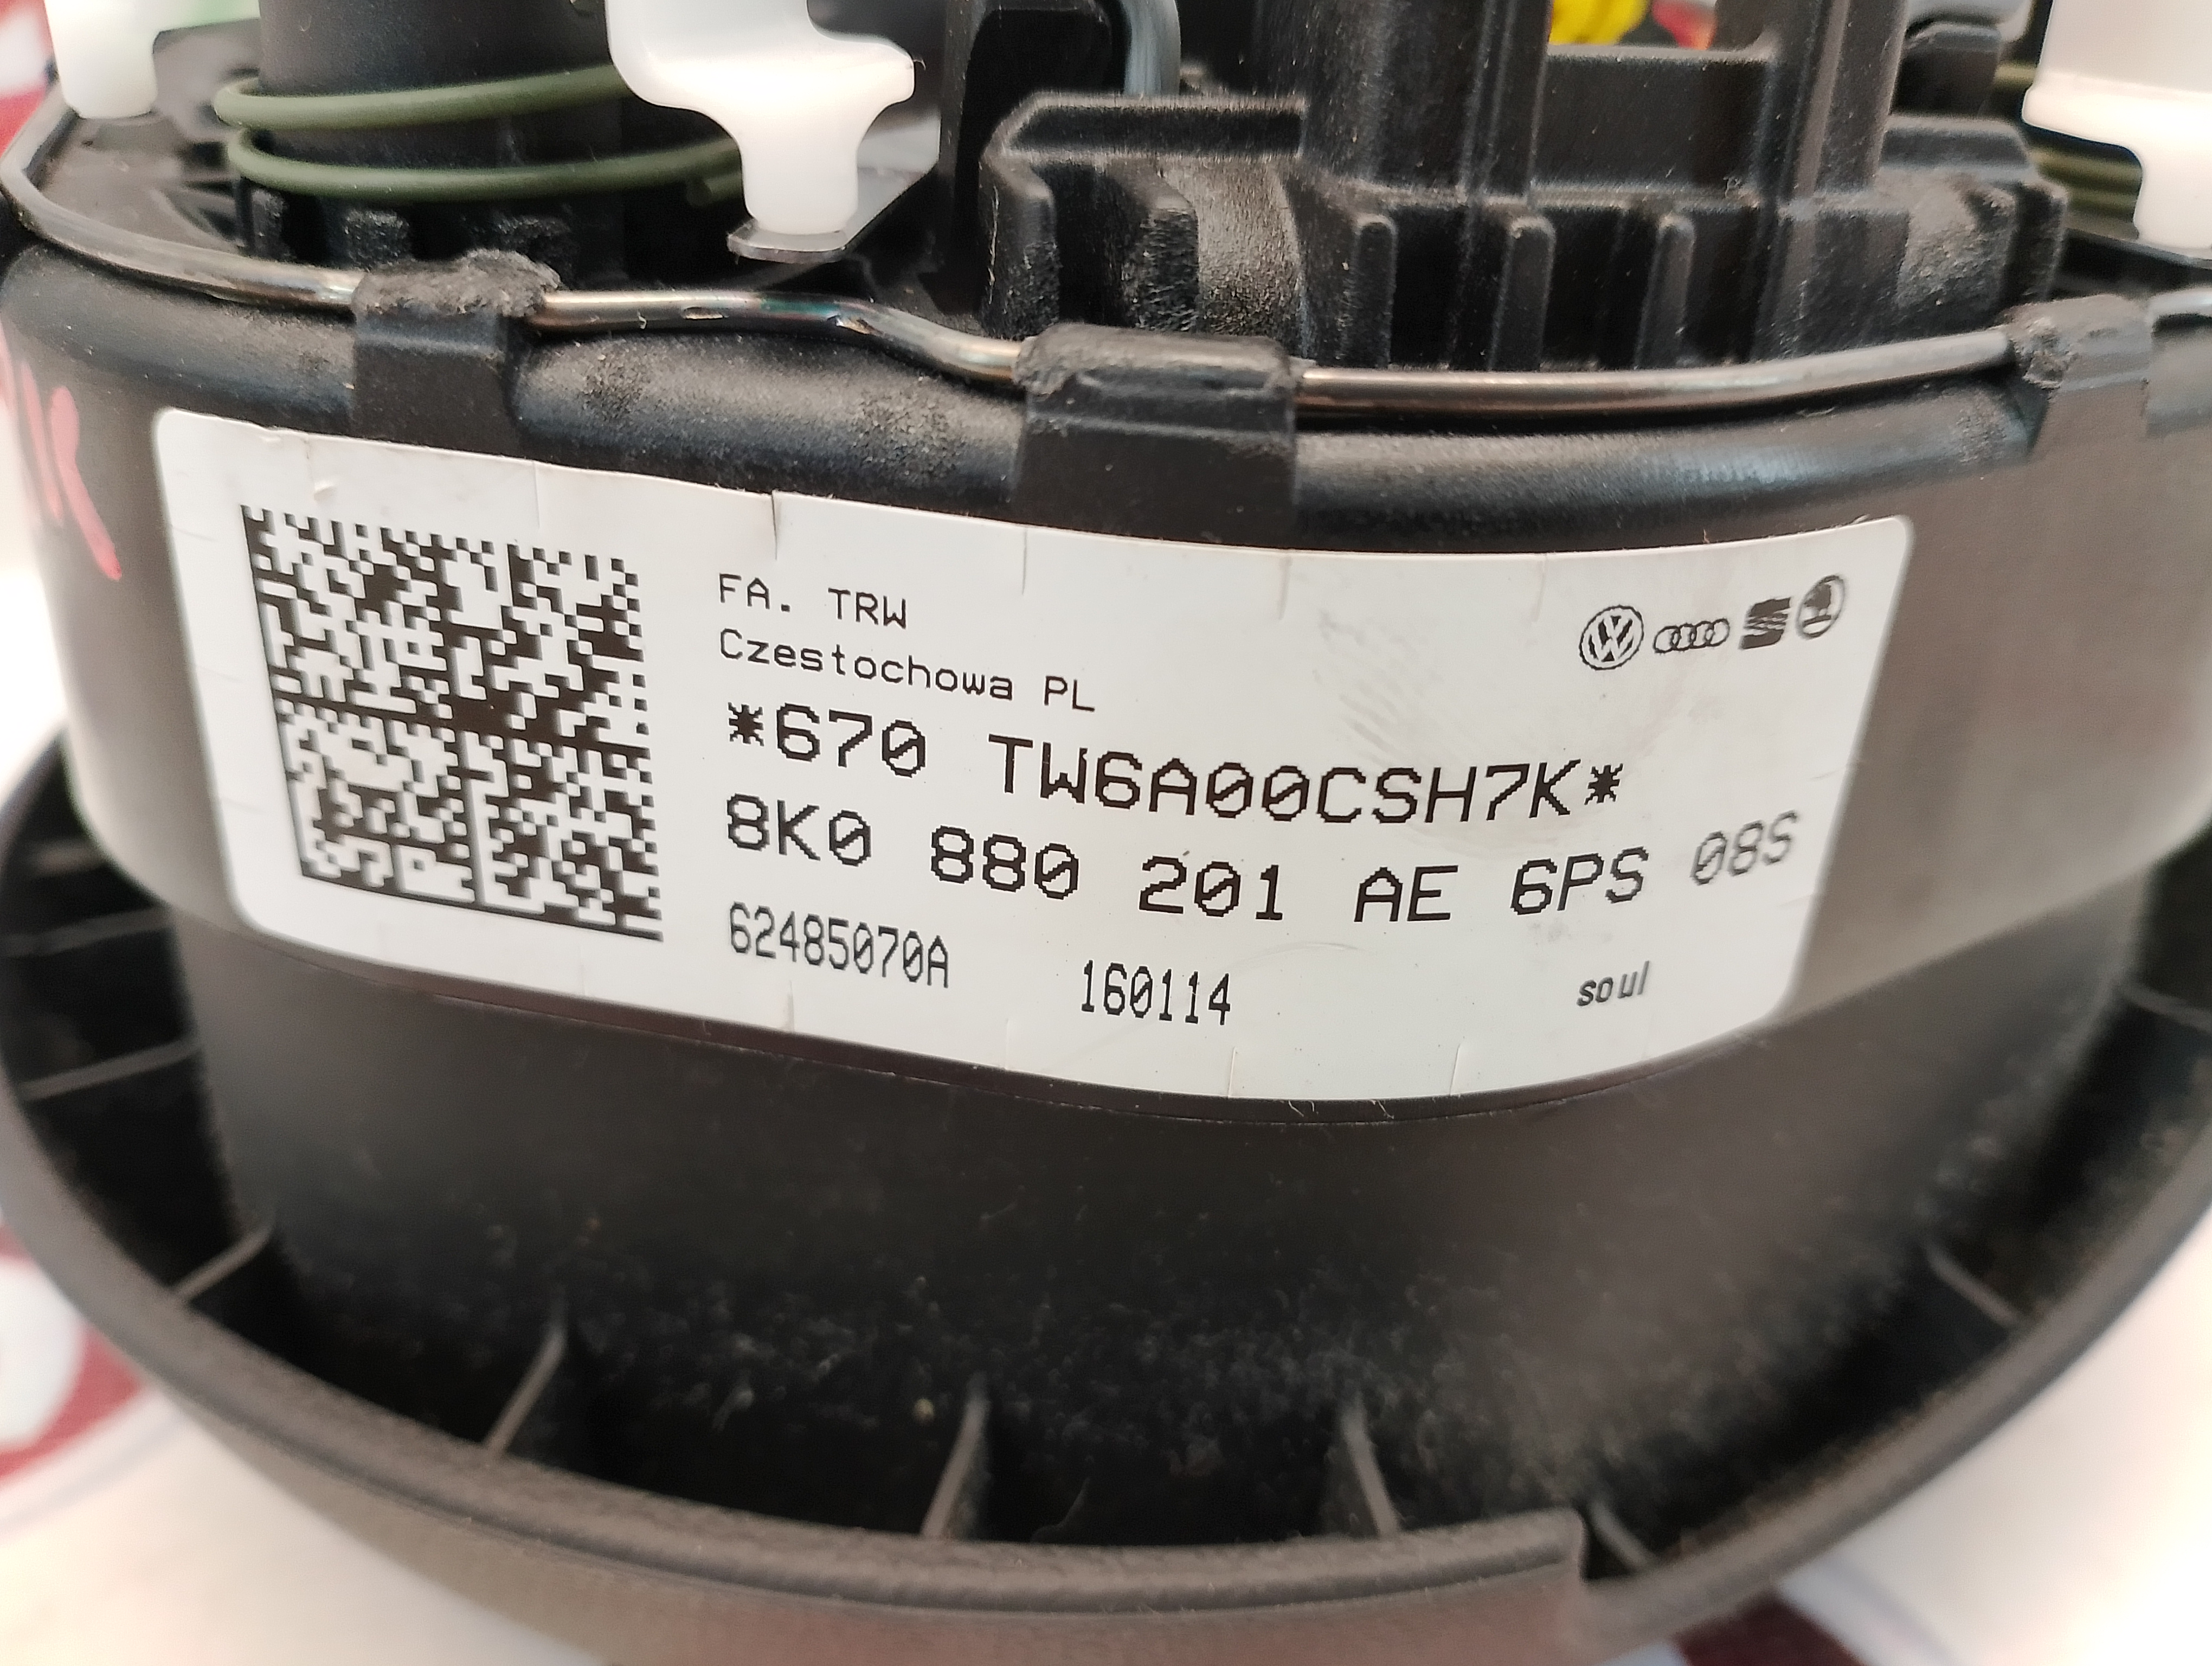 FA. TRW
Czestochowa PL
*670 TW6A00CSH7K*
8K0 880 201 AE 6PS 08S
62485070A 160114 soul